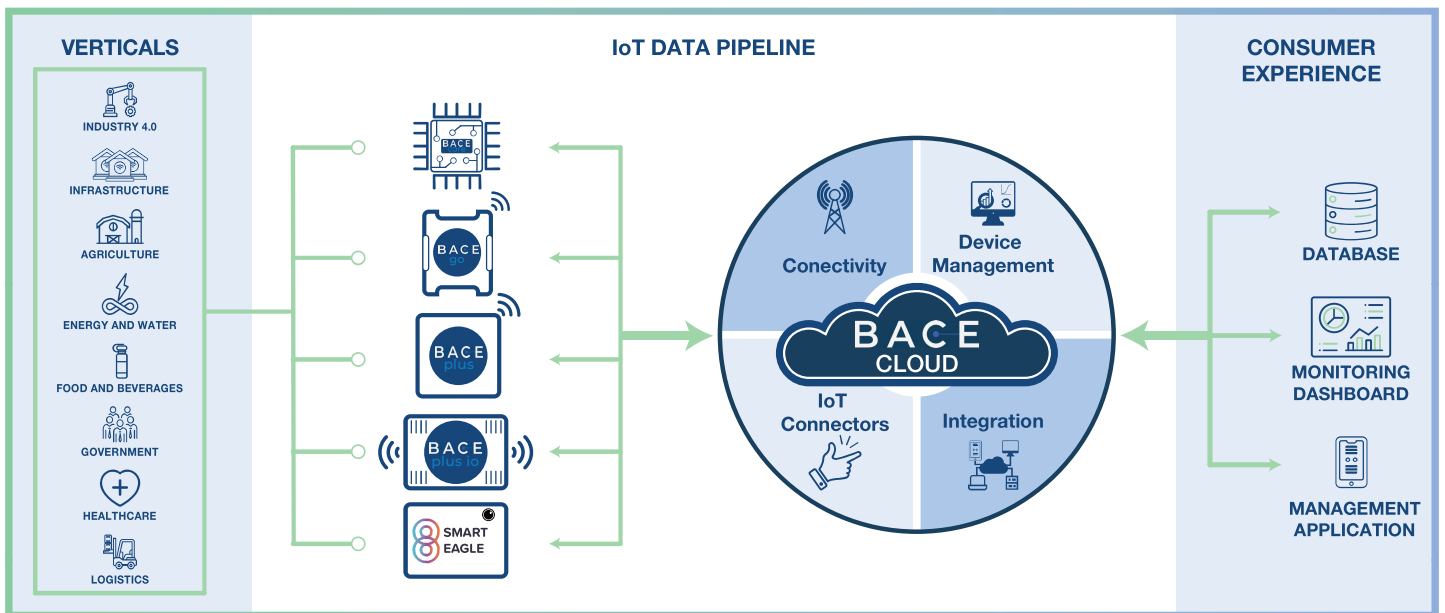 VERTICALS
INDUSTRY 4.0
INFRASTRUCTURE
AGRICULTURE
ENERGY AND WATER
FOOD AND BEVERAGES
GOVERNMENT
HEALTHCARE
LOGISTICS
IoT DATA PIPELINE
BACE
BACE
go
BACE
plus
BACE
plus io
SMART
EAGLE
Conectivity
Device
Management
BACE
CLOUD
IoT
Connectors
Integration
CONSUMER
EXPERIENCE
DATABASE
MONITORING
DASHBOARD
MANAGEMENT
APPLICATION